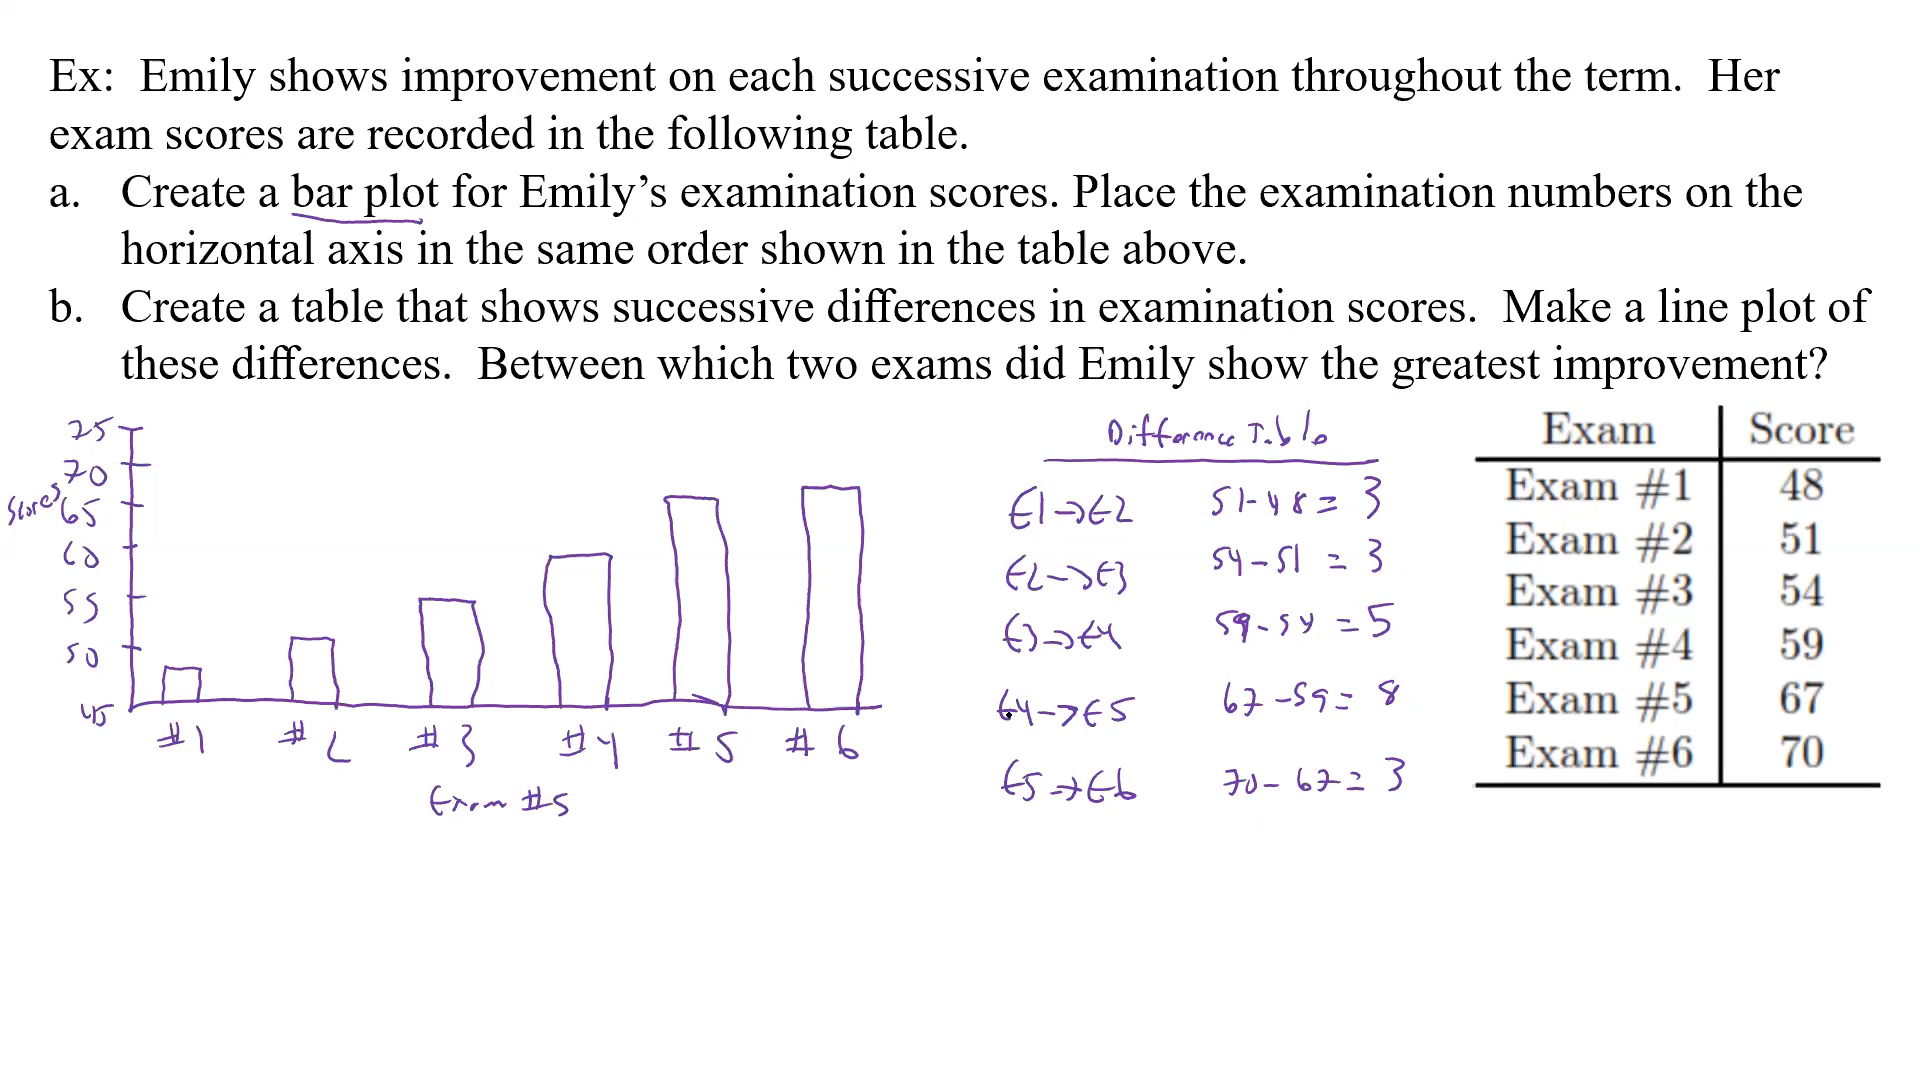 Ex: Emily shows improvement on each successive examination throughout the term. Her
exam scores are recorded in the following table.
a. Create a bar plot for Emily’s examination scores. Place the examination numbers on the
horizontal axis in the same order shown in the table above.
b. Create a table that shows successive differences in examination scores. Make a line plot of
these differences. Between which two exams did Emily show the greatest improvement?
75
70
Scores
65
60
55
50
45
#1 #2 #3 #4 #5 #6
Exam #s
Difference Table
E1->E2 51-48=3
E2->E3 54-51=3
E3->E4 59-54=5
E4->E5 67-59=8
E5->E6 70-67=3
Exam Score
Exam #1 48
Exam #2 51
Exam #3 54
Exam #4 59
Exam #5 67
Exam #6 70